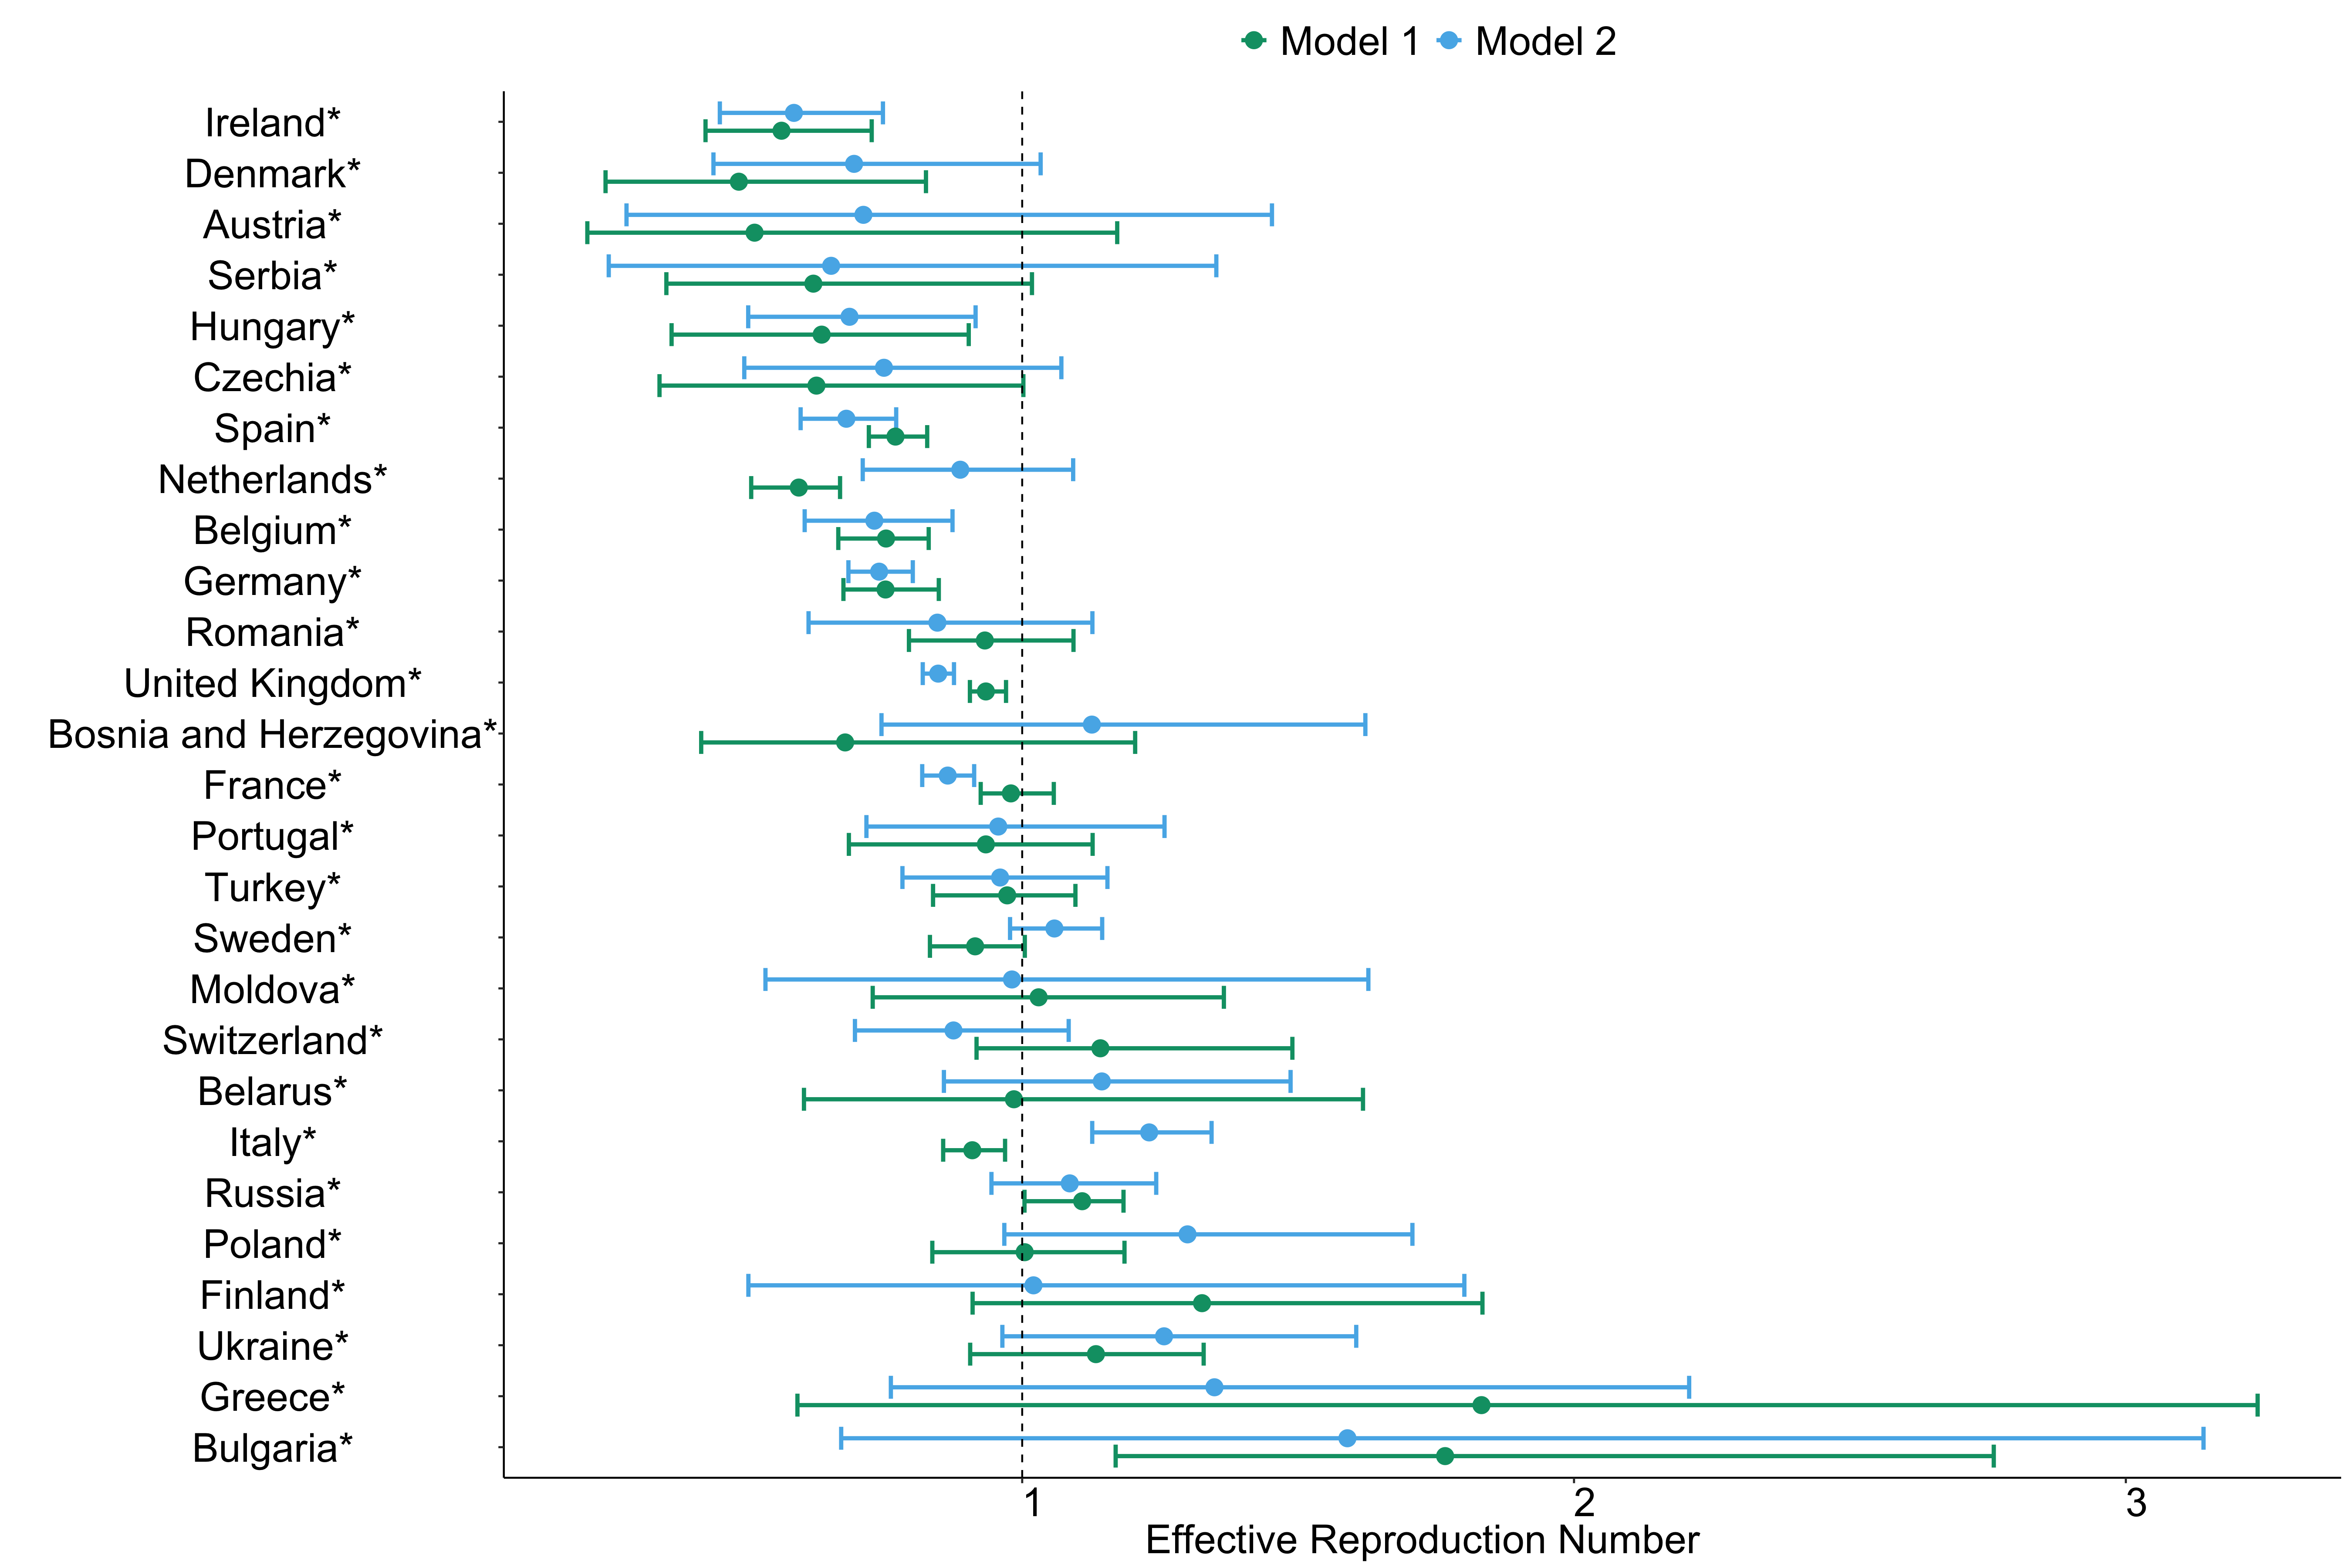 Model 1 Model 2
Ireland*
Denmark*
Austria*
Serbia*
Hungary*
Czechia*
Spain*
Netherlands*
Belgium*
Germany*
Romania*
United Kingdom*
Bosnia and Herzegovina*
France*
Portugal*
Turkey*
Sweden*
Moldova*
Switzerland*
Belarus*
Italy*
Russia*
Poland*
Finland*
Ukraine*
Greece*
Bulgaria*
1 2 3
Effective Reproduction Number